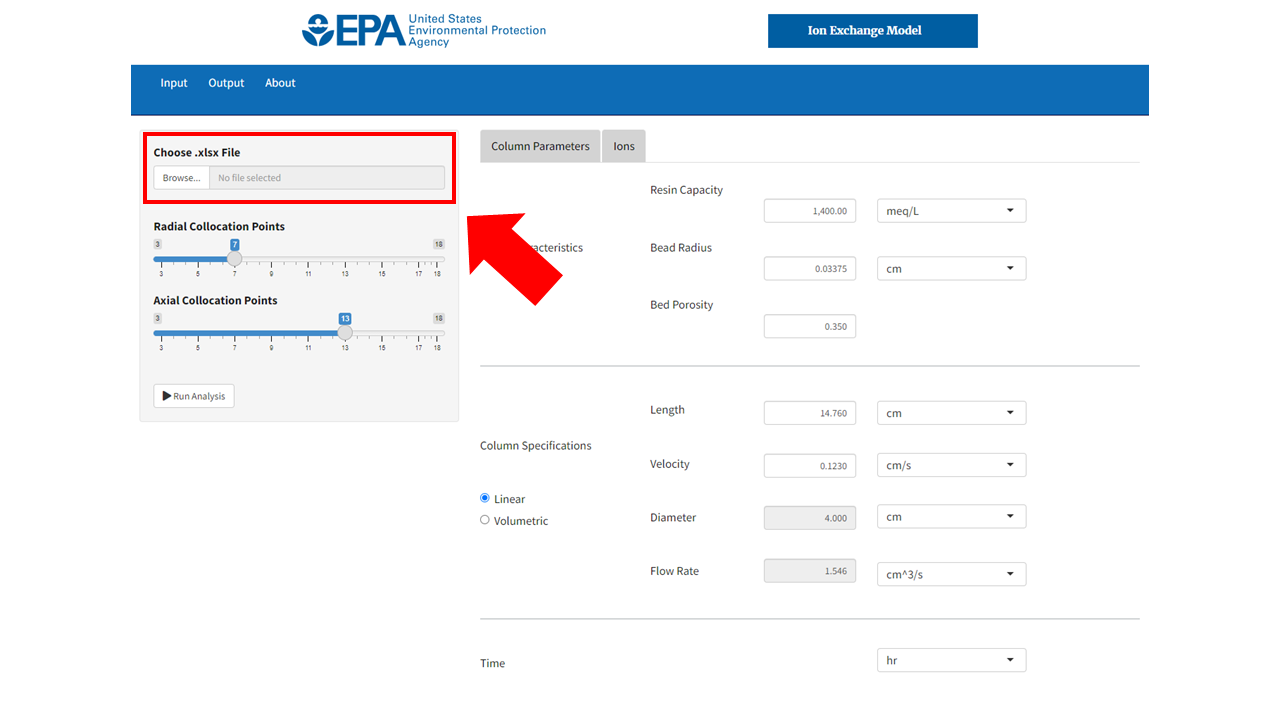 EPA
United States
Environmental Protection
Agency
Ion Exchange Model
Input Output About
Choose .xlsx File
Browse... No file selected
Radial Collocation Points
3 7 18
3 5 7 9 11 13 15 17 18
Axial Collocation Points
3 13 18
3 5 7 9 11 13 15 17 18
Run Analysis
Column Parameters Ions
Resin Capacity
1,400.00 meq/L
Bead Radius
0.03375 cm
Bed Porosity
0.350
Length
14.760 cm
Column Specifications
Velocity
0.1230 cm/s
Linear
Volumetric
Diameter
4.000 cm
Flow Rate
1.546 cm^3/s
Time
hr